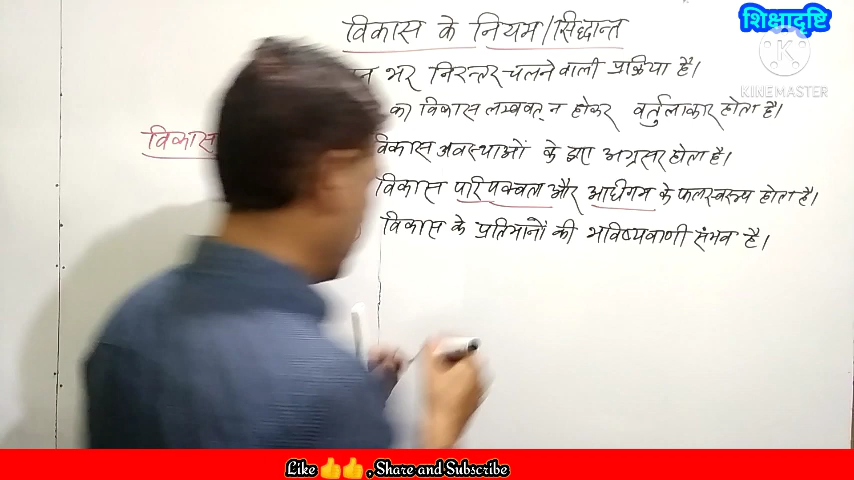 शिक्षादृष्टि
KINEMASTER
विकास के नियम/सिद्धान्त
भर निरन्तर चलने वाली प्रक्रिया है।
का विकास लम्बवत् न होकर वर्तुलाकार होता है।
विकास
विकास अवस्थाओं के द्वारा अग्रसर होता है।
विकास परिपक्वता और अधिगम के फलस्वरूप होता है।
विकास के प्रतिमानों की भविष्यवाणी संभव है।
Like 👍👍 , Share and Subscribe